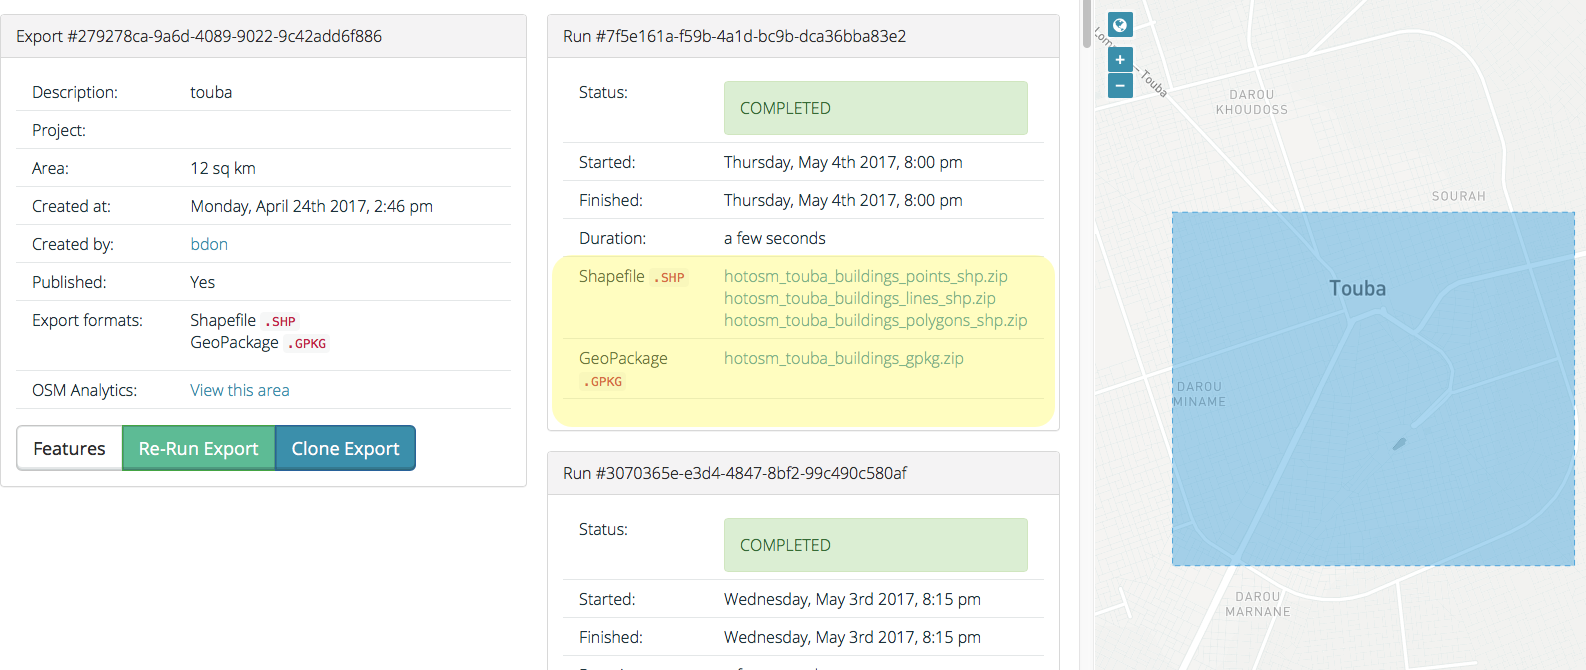 Export #279278ca-9a6d-4089-9022-9c42add6f886
Description: touba
Project:
Area: 12 sq km
Created at: Monday, April 24th 2017, 2:46 pm
Created by: bdon
Published: Yes
Export formats: Shapefile .SHP
GeoPackage .GPKG
OSM Analytics: View this area
Features Re-Run Export Clone Export
Run #7f5e161a-f59b-4a1d-bc9b-dca36bba83e2
Status: COMPLETED
Started: Thursday, May 4th 2017, 8:00 pm
Finished: Thursday, May 4th 2017, 8:00 pm
Duration: a few seconds
Shapefile .SHP hotosm_touba_buildings_points_shp.zip
hotosm_touba_buildings_lines_shp.zip
hotosm_touba_buildings_polygons_shp.zip
GeoPackage hotosm_touba_buildings_gpkg.zip
.GPKG
Run #3070365e-e3d4-4847-8bf2-99c490c580af
Status: COMPLETED
Started: Wednesday, May 3rd 2017, 8:15 pm
Finished: Wednesday, May 3rd 2017, 8:15 pm
+
−
– Touba
DAROU
KHOUDOSS
SOURAH
Touba
DAROU
MINAME
DAROU
MARNANE